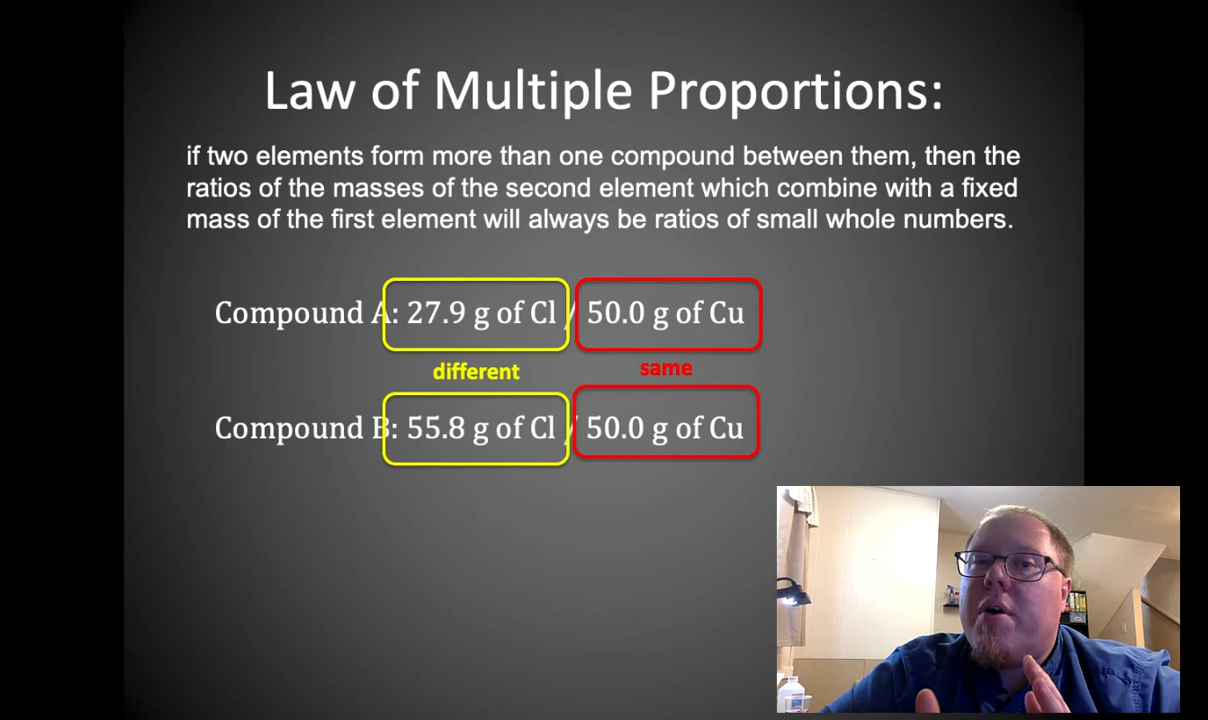 Law of Multiple Proportions:
if two elements form more than one compound between them, then the
ratios of the masses of the second element which combine with a fixed
mass of the first element will always be ratios of small whole numbers.
Compound A: 27.9 g of Cl / 50.0 g of Cu
different same
Compound B: 55.8 g of Cl / 50.0 g of Cu